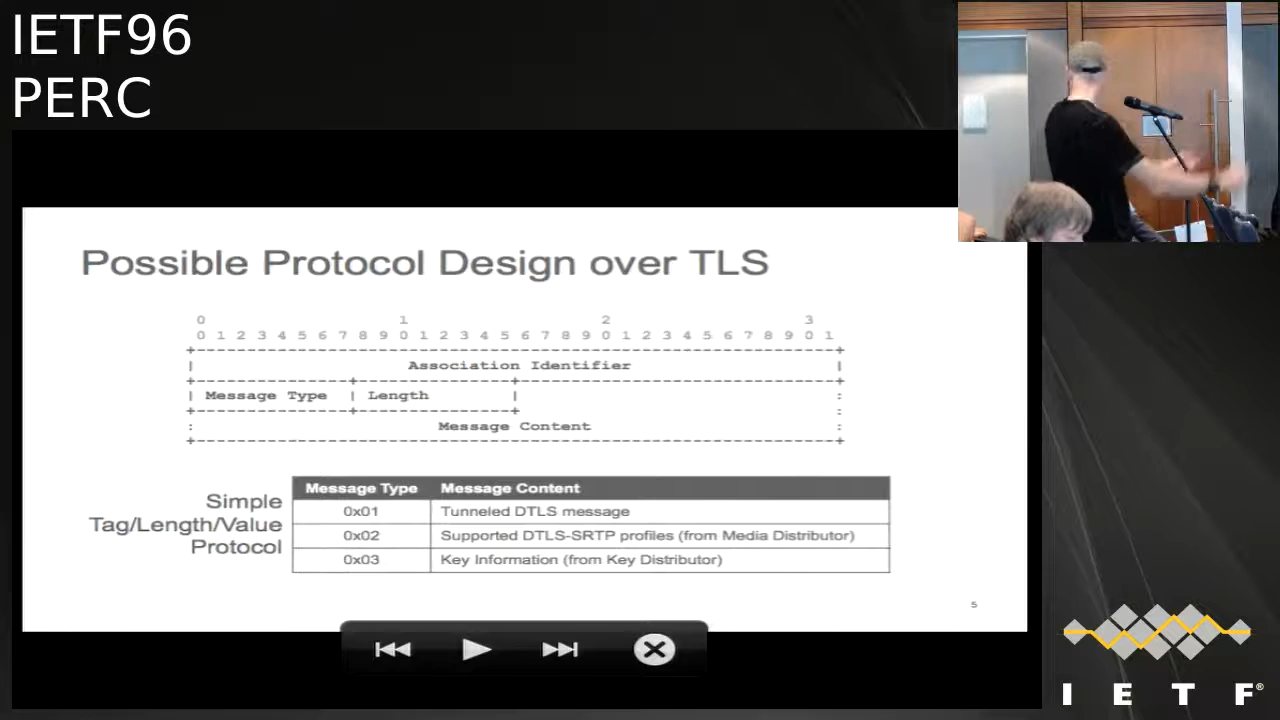 IETF96
PERC
Possible Protocol Design over TLS
0 1 2 3
0 1 2 3 4 5 6 7 8 9 0 1 2 3 4 5 6 7 8 9 0 1 2 3 4 5 6 7 8 9 0 1
Association Identifier
Message Type | Length
Message Content
Simple
Tag/Length/Value
Protocol
Message Type Message Content
0x01 Tunneled DTLS message
0x02 Supported DTLS-SRTP profiles (from Media Distributor)
0x03 Key Information (from Key Distributor)
5
I E T F®